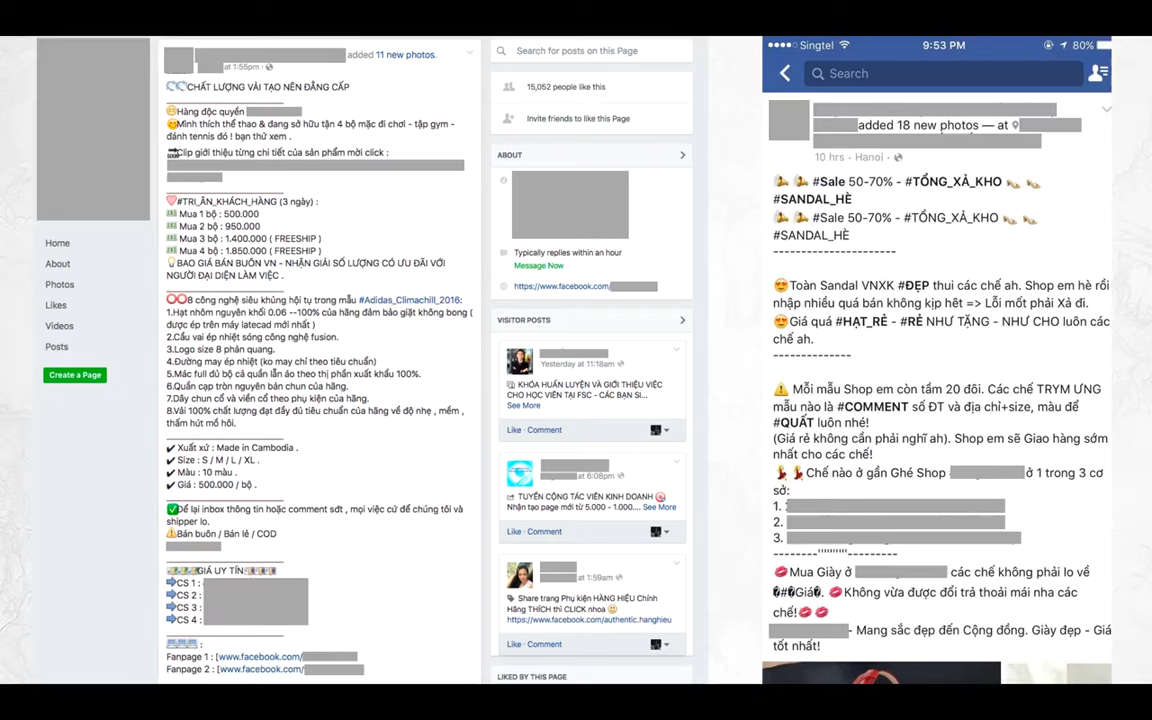 added 11 new photos.
at 1:55pm
CHẤT LƯỢNG VẢI TẠO NÊN ĐẲNG CẤP
Hàng độc quyền
Mình thích thể thao & đang sở hữu tận 4 bộ mặc đi chơi - tập gym -
đánh tennis đó ! bạn thử xem .
Clip giới thiệu từng chi tiết của sản phẩm mời click :
#TRI_ÂN_KHÁCH_HÀNG (3 ngày) :
Mua 1 bộ : 500.000
Mua 2 bộ : 950.000
Mua 3 bộ : 1.400.000 ( FREESHIP )
Mua 4 bộ : 1.850.000 ( FREESHIP )
BAO GIÁ BÁN BUÔN VN - NHẬN GIẢI SỐ LƯỢNG CÓ ƯU ĐÃI VỚI
NGƯỜI ĐẠI DIỆN LÀM VIỆC .
8 công nghệ siêu khủng hội tụ trong mẫu #Adidas_Climachill_2016:
1.Hạt nhôm nguyên khối 0.06 --100% của hãng đảm bảo giặt không bong (
được ép trên máy latecad mới nhất )
2.Cầu vai ép nhiệt sóng công nghệ fusion.
3.Logo size 8 phản quang.
4.Đường may ép nhiệt (ko may chỉ theo tiêu chuẩn)
5.Mác full đủ bộ cả quần lẫn áo theo thị phần xuất khẩu 100%.
6.Quần cạp tròn nguyên bản chun của hãng.
7.Dây chun cổ và viền cổ theo phụ kiện của hãng.
8.Vải 100% chất lượng đạt đầy đủ tiêu chuẩn của hãng về độ nhẹ , mềm ,
thấm hút mồ hôi.
Xuất xứ : Made in Cambodia .
Size : S / M / L / XL .
Màu : 10 màu .
Giá : 500.000 / bộ .
Để lại inbox thông tin hoặc comment sdt , mọi việc cứ để chúng tôi và
shipper lo.
Bán buôn / Bán lẻ / COD
GIÁ UY TÍN
CS 1 :
CS 2 :
CS 3 :
CS 4 :
Fanpage 1 : [www.facebook.com/
Fanpage 2 : [www.facebook.com/
Home
About
Photos
Likes
Videos
Posts
Create a Page
Search for posts on this Page
15,052 people like this
Invite friends to like this Page
ABOUT
Typically replies within an hour
Message Now
https://www.facebook.com/
VISITOR POSTS
Yesterday at 11:18am
KHÓA HUẤN LUYỆN VÀ GIỚI THIỆU VIỆC
CHO HỌC VIÊN TẠI FSC - CÁC BẠN SI...
See More
Like · Comment
at 6:08pm
TUYỂN CỘNG TÁC VIÊN KINH DOANH
Nhận tạo page mới từ 5.000 - 1.000.... See More
Like · Comment
at 1:59am
Share trang Phụ kiện HÀNG HIỆU Chính
Hãng THÍCH thì CLICK nhoa
https://www.facebook.com/authentic.hanghieu
Like · Comment
LIKED BY THIS PAGE
Singtel 9:53 PM 80%
Search
added 18 new photos — at
10 hrs · Hanoi ·
#Sale 50-70% - #TỔNG_XẢ_KHO
#SANDAL_HÈ
#Sale 50-70% - #TỔNG_XẢ_KHO
#SANDAL_HÈ
----------------------
Toàn Sandal VNXK #ĐẸP thui các chế ah. Shop em hè rồi
nhập nhiều quá bán không kịp hêt => Lỗi mốt phải Xả đi.
Giá quá #HẠT_RẺ - #RẺ NHƯ TẶNG - NHƯ CHO luôn các
chế ah.
--------------
Mỗi mẫu Shop em còn tầm 20 đôi. Các chế TRYM ƯNG
mẫu nào là #COMMENT số ĐT và địa chỉ+size, màu để
#QUẤT luôn nhé!
(Giá rẻ không cần phải nghĩ ah). Shop em sẽ Giao hàng sớm
nhất cho các chế!
Chế nào ở gần Ghé Shop ở 1 trong 3 cơ
sở:
1.
2.
3.
--------''''''''''---------
Mua Giày ở các chế không phải lo về
�#�Giá�. Không vừa được đổi trả thoải mái nha các
chế!
- Mang sắc đẹp đến Cộng đồng. Giày đẹp - Giá
tốt nhất!